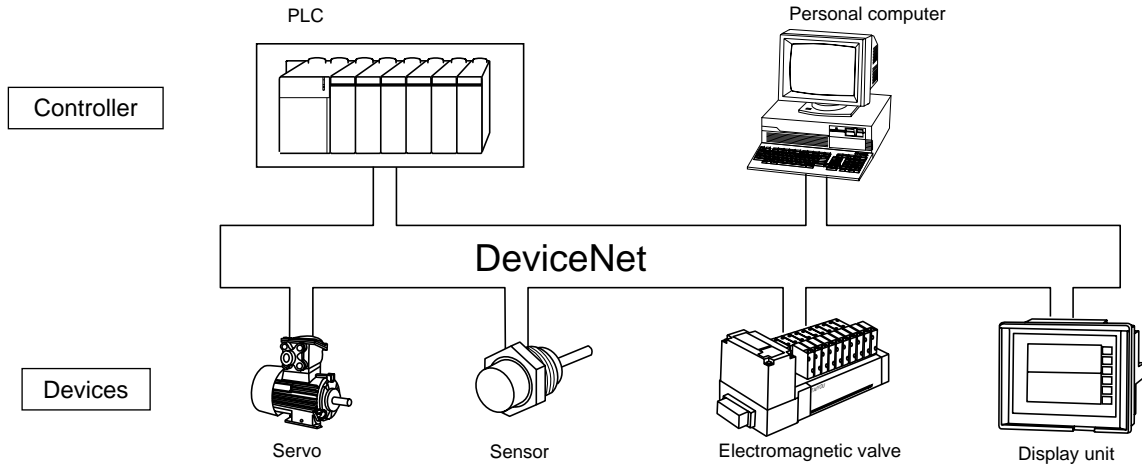 PLC
Personal computer
Controller
DeviceNet
Devices
Servo
Sensor
Electromagnetic valve
Display unit